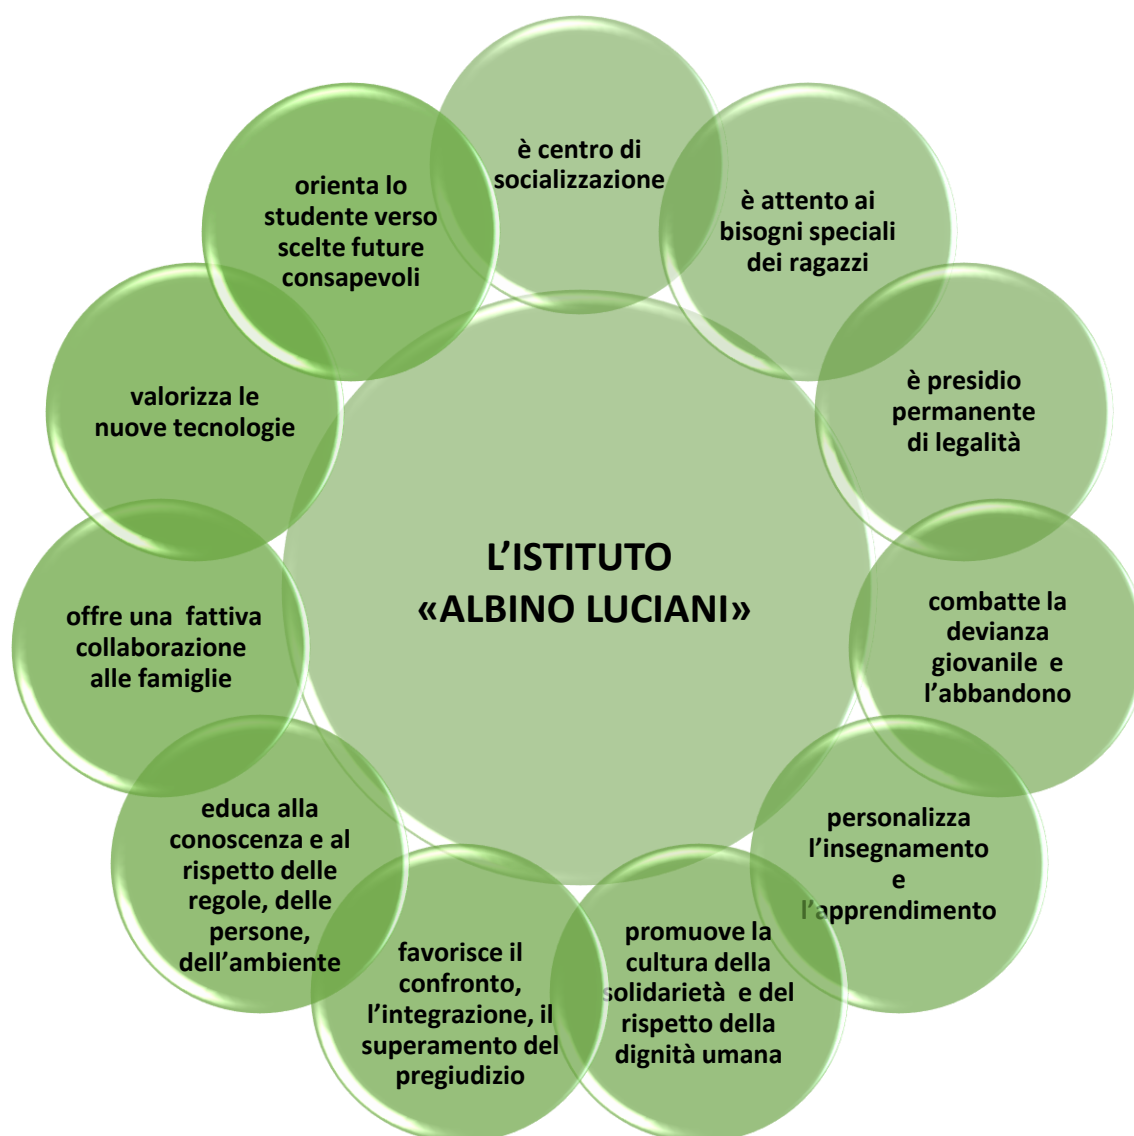 L’ISTITUTO
«ALBINO LUCIANI»
è centro di
socializzazione
è attento ai
bisogni speciali
dei ragazzi
è presidio
permanente
di legalità
combatte la
devianza
giovanile e
l’abbandono
personalizza
l’insegnamento
e
l’apprendimento
promuove la
cultura della
solidarietà e del
rispetto della
dignità umana
favorisce il
confronto,
l’integrazione, il
superamento del
pregiudizio
educa alla
conoscenza e al
rispetto delle
regole, delle
persone,
dell’ambiente
offre una fattiva
collaborazione
alle famiglie
valorizza le
nuove tecnologie
orienta lo
studente verso
scelte future
consapevoli